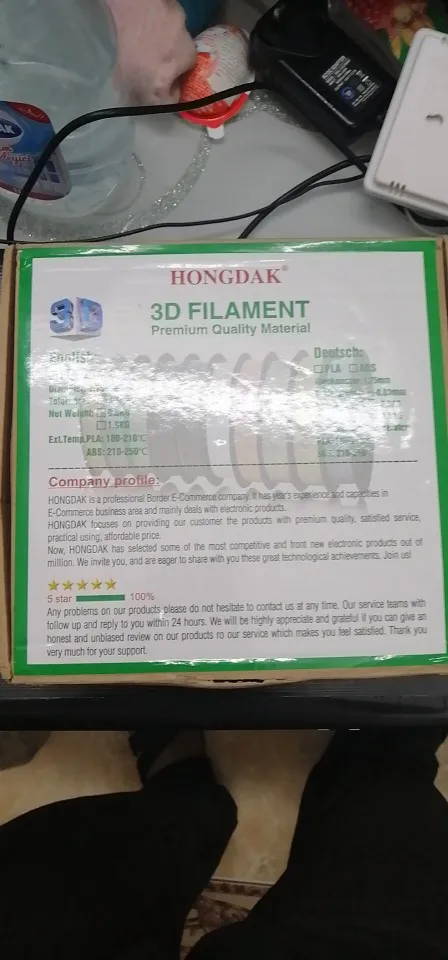 HONGDAK®
3D
3D FILAMENT
Premium Quality Material
English:
Deutsch:
PLA ABS
1.75mm
Net Weight:
1.5KG
Ext.Temp.PLA: 180-210°C
ABS: 210-250°C
Company profile:
HONGDAK is a professional Border E-Commerce company. It has year's experience and capacities in
E-Commerce business area and mainly deals with electronic products.
HONGDAK focuses on providing our customer the products with premium quality, satisfied service,
practical using, affordable price.
Now, HONGDAK has selected some of the most competitive and front new electronic products out of
million. We invite you, and are eager to share with you these great technological achievements. Join us!
5 star 100%
Any problems on our products please do not hesitate to contact us at any time. Our service teams with
follow up and reply to you within 24 hours. We will be highly appreciate and grateful if you can give an
honest and unbiased review on our products ro our service which makes you feel satisfied. Thank you
very much for your support.